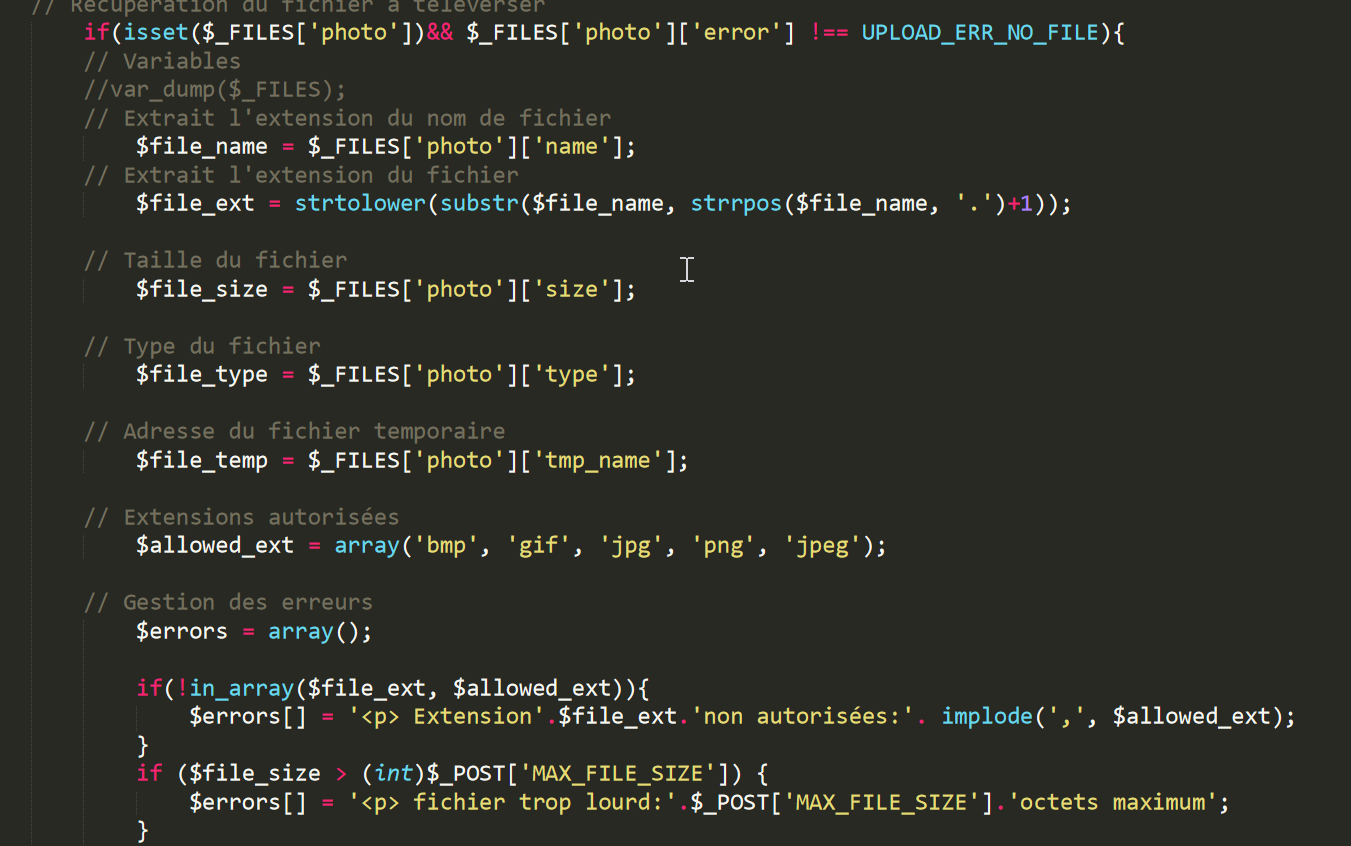 // Récupération du fichier à téléverser
if(isset($_FILES['photo'])&& $_FILES['photo']['error'] !== UPLOAD_ERR_NO_FILE){
// Variables
//var_dump($_FILES);
// Extrait l'extension du nom de fichier
$file_name = $_FILES['photo']['name'];
// Extrait l'extension du fichier
$file_ext = strtolower(substr($file_name, strrpos($file_name, '.')+1));
// Taille du fichier
$file_size = $_FILES['photo']['size'];
// Type du fichier
$file_type = $_FILES['photo']['type'];
// Adresse du fichier temporaire
$file_temp = $_FILES['photo']['tmp_name'];
// Extensions autorisées
$allowed_ext = array('bmp', 'gif', 'jpg', 'png', 'jpeg');
// Gestion des erreurs
$errors = array();
if(!in_array($file_ext, $allowed_ext)){
$errors[] = '<p> Extension'.$file_ext.'non autorisées:'. implode(',', $allowed_ext);
}
if ($file_size > (int)$_POST['MAX_FILE_SIZE']) {
$errors[] = '<p> fichier trop lourd:'.$_POST['MAX_FILE_SIZE'].'octets maximum';
}